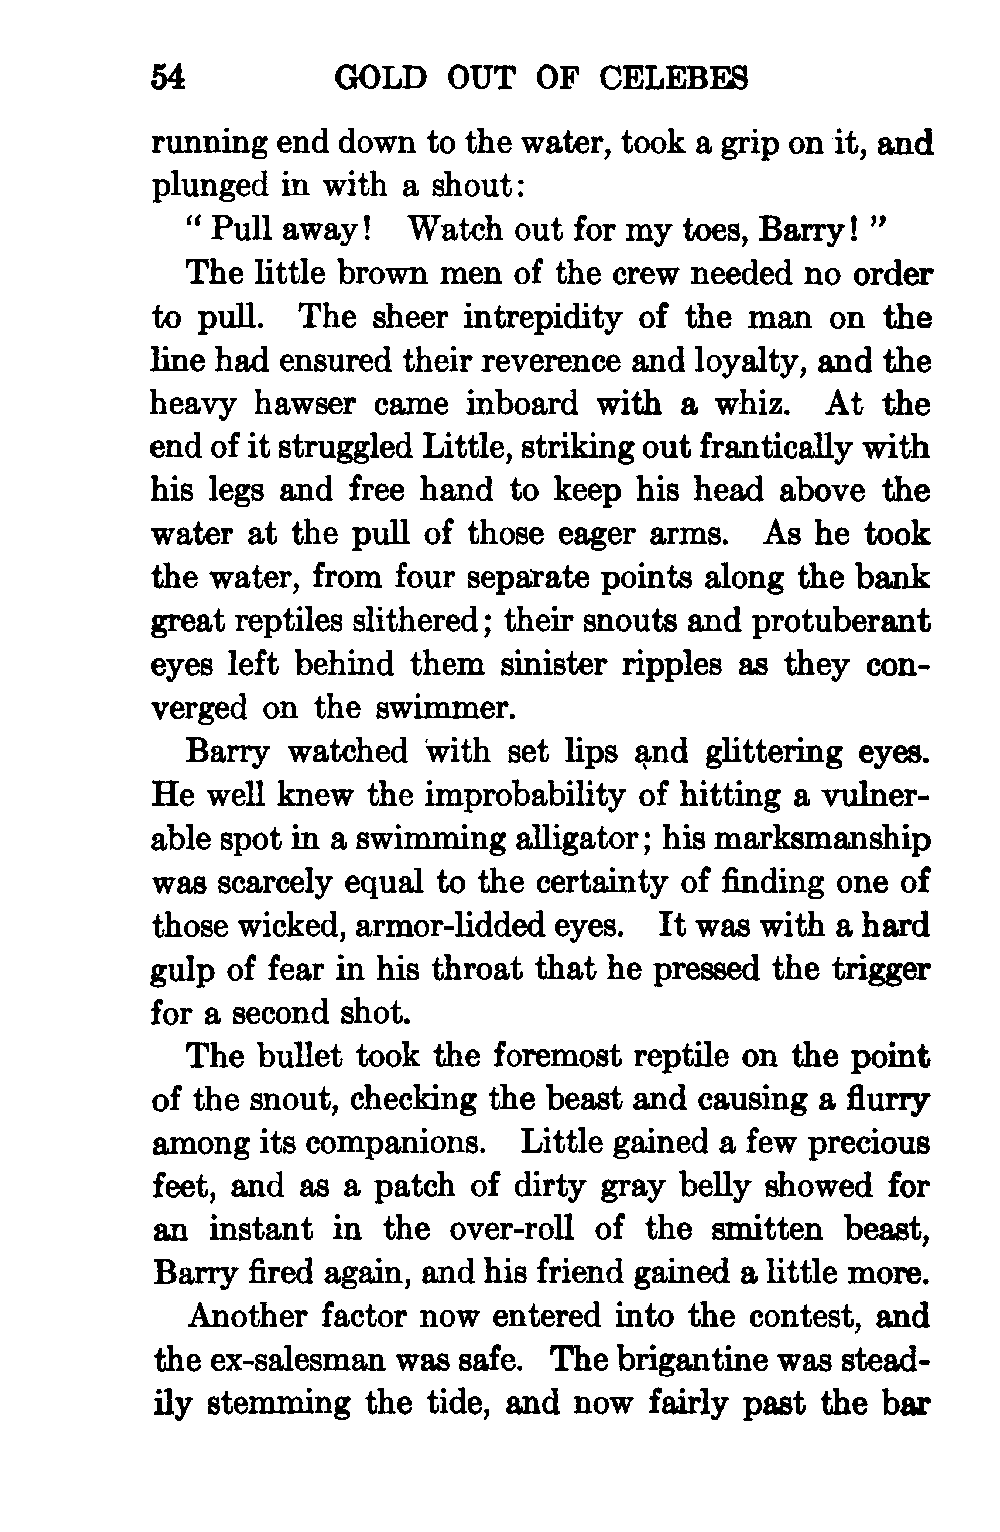 54 GOLD OUT OF CELEBES
running end down to the water, took a grip on it, and
plunged in with a shout:
“ Pull away! Watch out for my toes, Barry! ”
The little brown men of the crew needed no order
to pull. The sheer intrepidity of the man on the
line had ensured their reverence and loyalty, and the
heavy hawser came inboard with a whiz. At the
end of it struggled Little, striking out frantically with
his legs and free hand to keep his head above the
water at the pull of those eager arms. As he took
the water, from four separate points along the bank
great reptiles slithered; their snouts and protuberant
eyes left behind them sinister ripples as they con-
verged on the swimmer.
Barry watched with set lips and glittering eyes.
He well knew the improbability of hitting a vulner-
able spot in a swimming alligator; his marksmanship
was scarcely equal to the certainty of finding one of
those wicked, armor-lidded eyes. It was with a hard
gulp of fear in his throat that he pressed the trigger
for a second shot.
The bullet took the foremost reptile on the point
of the snout, checking the beast and causing a flurry
among its companions. Little gained a few precious
feet, and as a patch of dirty gray belly showed for
an instant in the over-roll of the smitten beast,
Barry fired again, and his friend gained a little more.
Another factor now entered into the contest, and
the ex-salesman was safe. The brigantine was stead-
ily stemming the tide, and now fairly past the bar